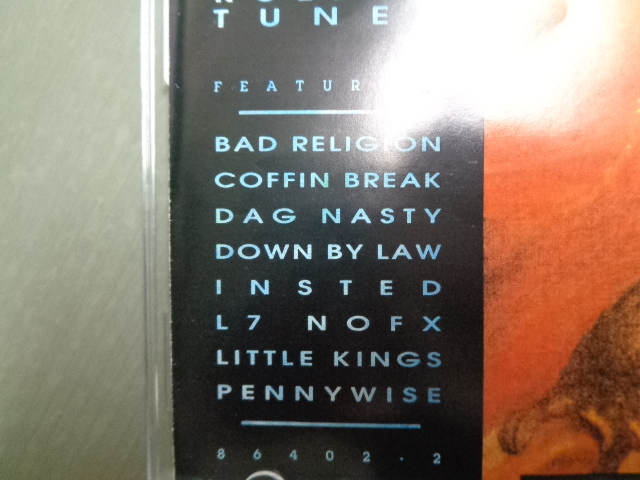 TUNE
FEATUR
BAD RELIGION
COFFIN BREAK
DAG NASTY
DOWN BY LAW
INSTED
L7 NOFX
LITTLE KINGS
PENNYWISE
86402-2